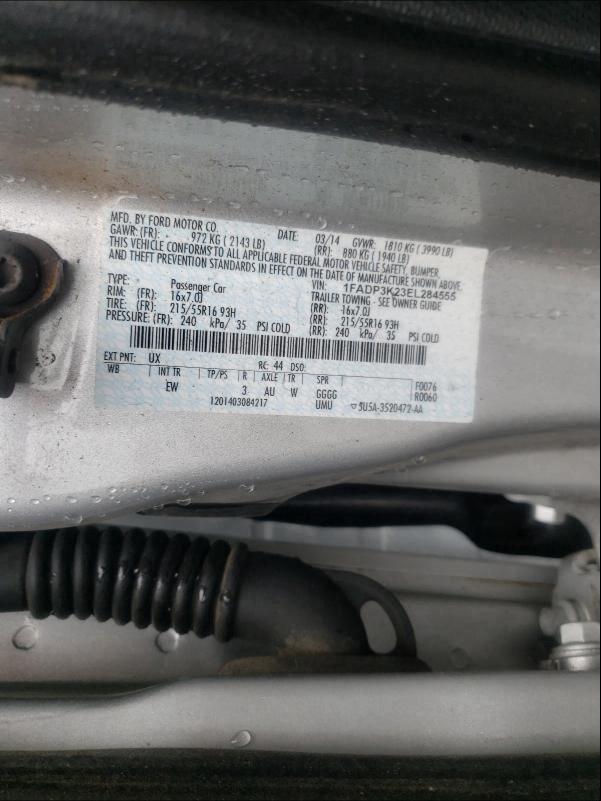 MFD. BY FORD MOTOR CO.
DATE: 03/14 GVWR: 1810 KG ( 3990 LB)
GAWR: (FR): 972 KG ( 2143 LB) (RR): 880 KG ( 1940 LB)
THIS VEHICLE CONFORMS TO ALL APPLICABLE FEDERAL MOTOR VEHICLE SAFETY, BUMPER,
AND THEFT PREVENTION STANDARDS IN EFFECT ON THE DATE OF MANUFACTURE SHOWN ABOVE.
VIN: 1FADP3K23EL284555
TYPE: Passenger Car TRAILER TOWING - SEE OWNER GUIDE
RIM: (FR): 16x7.0J (RR): 16x7.0J
TIRE: (FR): 215/55R16 93H (RR): 215/55R16 93H
PRESSURE: (FR): 240 kPa/ 35 PSI COLD (RR): 240 kPa/ 35 PSI COLD
EXT PNT: UX RC: 44 DSO:
WB INT TR TP/PS R AXLE TR SPR F0076
EW 3 AU W GGGG R0060
120I403084217 UMU ▽5U5A-3520472-AA